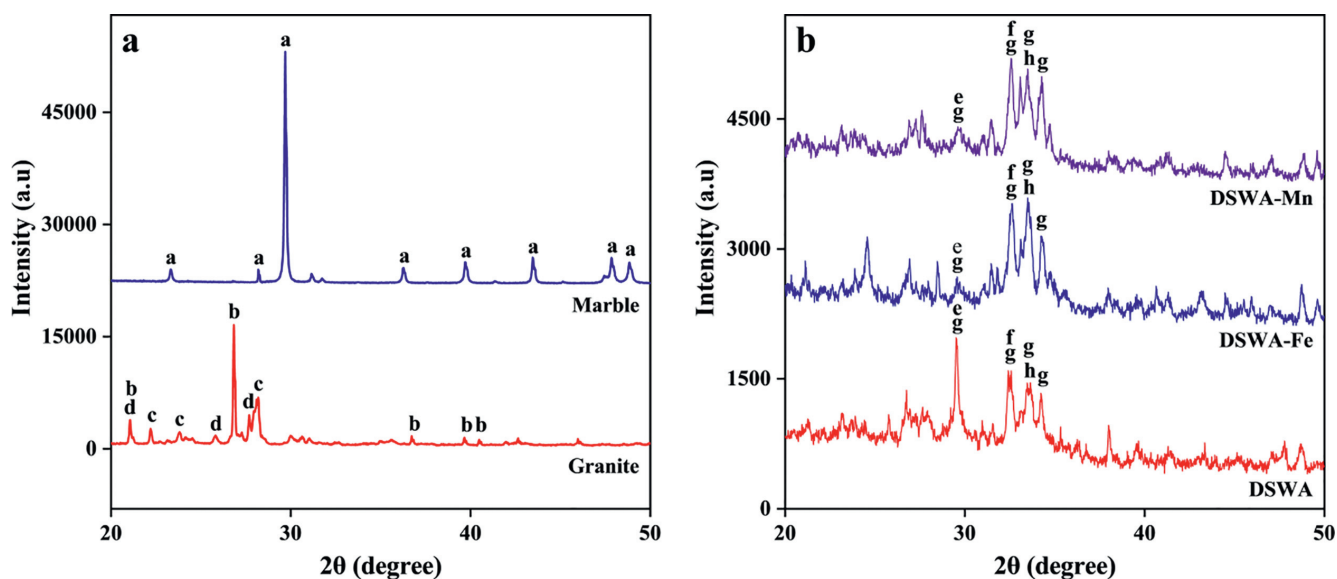 a
a
a
a
a
a
a
a
a
Marble
b
b
d
c
c
d
d
c
b
b
b
Granite
45000
30000
15000
0
Intensity (a.u)
20
30
40
50
2θ (degree)
b
f
g
g
h
g
e
g
DSWA-Mn
f
g
g
h
g
e
g
DSWA-Fe
e
g
f
g
g
h
g
DSWA
4500
3000
1500
0
Intensity (a.u)
20
30
40
50
2θ (degree)